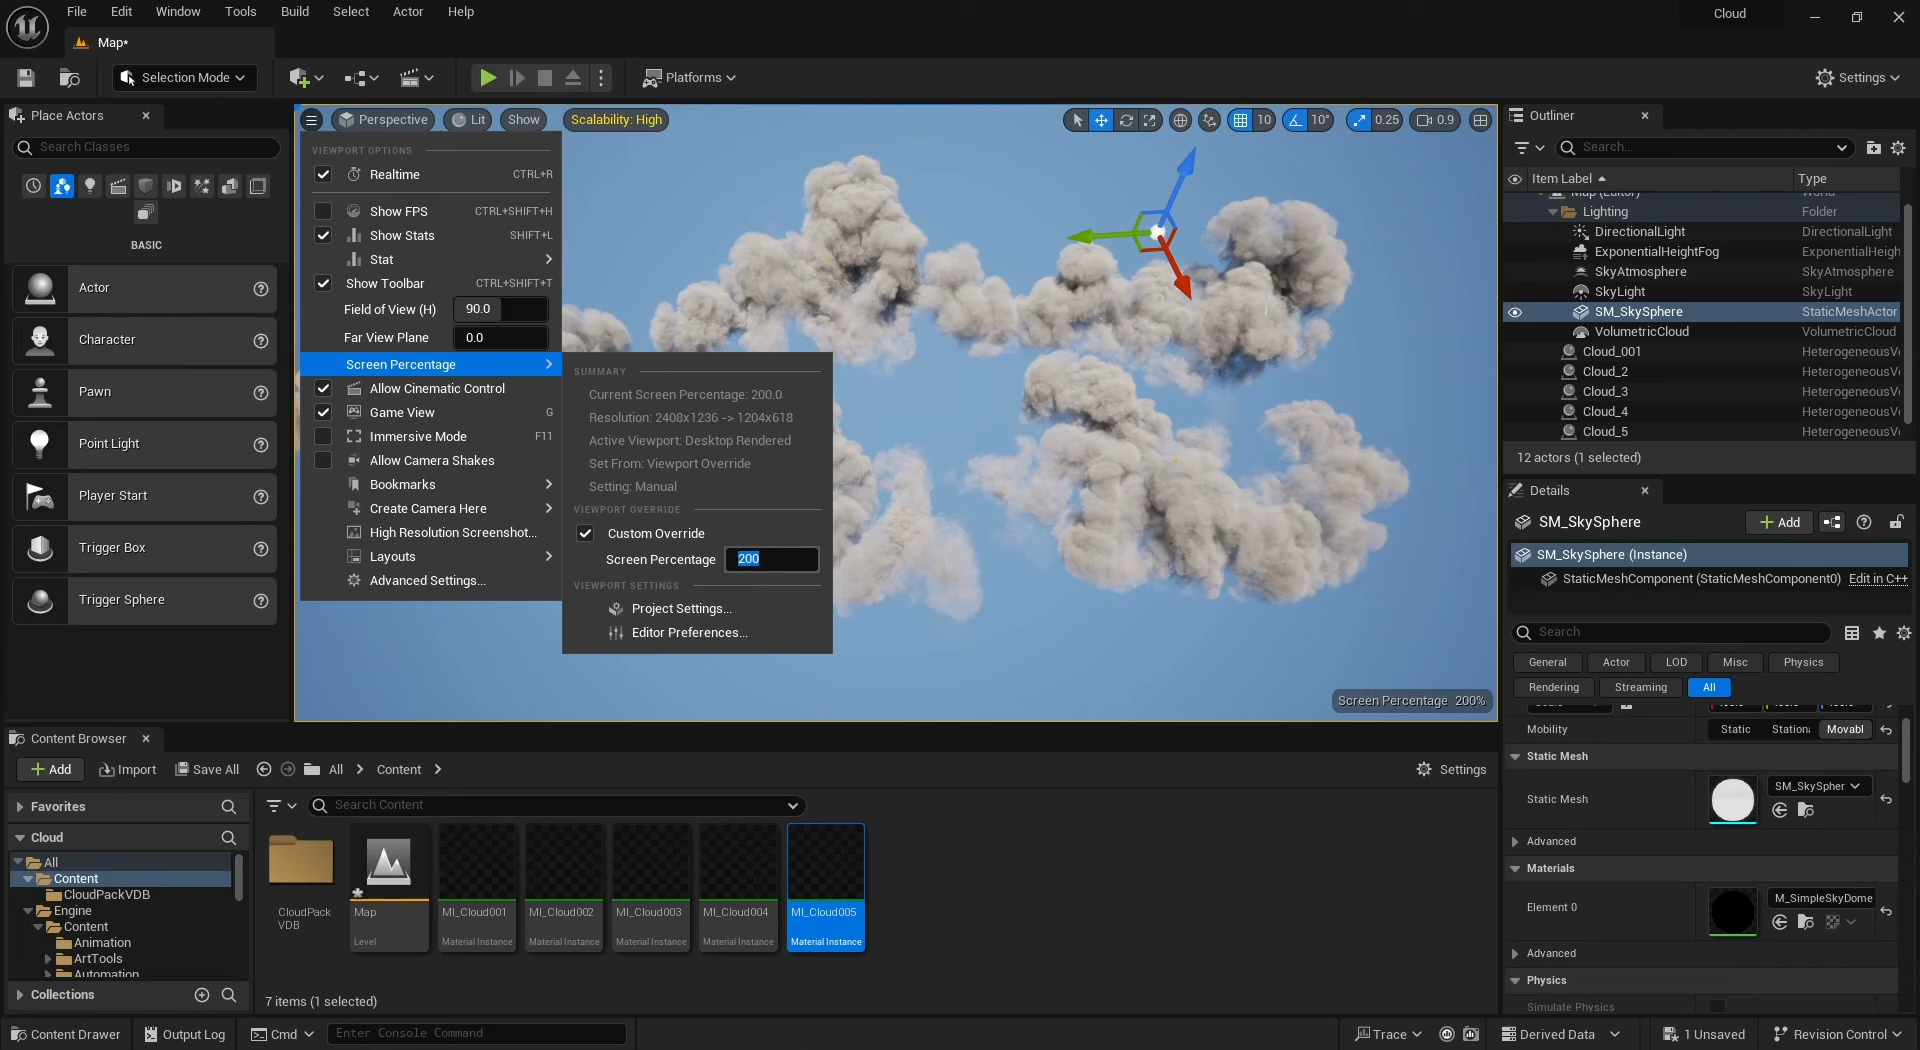 File Edit Window Tools Build Select Actor Help
Cloud
Map*
Selection Mode
Platforms
Settings
Place Actors
Search Classes
BASIC
Actor
Character
Pawn
Point Light
Player Start
Trigger Box
Trigger Sphere
Perspective Lit Show Scalability: High
10 10° 0.25 0.9
VIEWPORT OPTIONS
Realtime CTRL+R
Show FPS CTRL+SHIFT+H
Show Stats SHIFT+L
Stat
Show Toolbar CTRL+SHIFT+T
Field of View (H) 90.0
Far View Plane 0.0
Screen Percentage
Allow Cinematic Control
Game View G
Immersive Mode F11
Allow Camera Shakes
Bookmarks
Create Camera Here
High Resolution Screenshot...
Layouts
Advanced Settings...
SUMMARY
Current Screen Percentage: 200.0
Resolution: 2408x1236 -> 1204x618
Active Viewport: Desktop Rendered
Set From: Viewport Override
Setting: Manual
VIEWPORT OVERRIDE
Custom Override
Screen Percentage 200
VIEWPORT SETTINGS
Project Settings...
Editor Preferences...
Screen Percentage 200%
Outliner
Search...
Item Label Type
Map (Editor) World
Lighting Folder
DirectionalLight DirectionalLight
ExponentialHeightFog ExponentialHeigh
SkyAtmosphere SkyAtmosphere
SkyLight SkyLight
SM_SkySphere StaticMeshActor
VolumetricCloud VolumetricCloud
Cloud_001 HeterogeneousV
Cloud_2 HeterogeneousV
Cloud_3 HeterogeneousV
Cloud_4 HeterogeneousV
Cloud_5 HeterogeneousV
12 actors (1 selected)
Details
SM_SkySphere Add
SM_SkySphere (Instance)
StaticMeshComponent (StaticMeshComponent0) Edit in C++
Search
General Actor LOD Misc Physics
Rendering Streaming All
Mobility Static Station Movabl
Static Mesh
Static Mesh SM_SkySpher
Advanced
Materials
Element 0 M_SimpleSkyDome
Advanced
Physics
Simulate Physics
Content Browser
Add Import Save All All Content Settings
Favorites
Search Content
Cloud
All
Content
CloudPackVDB
Engine
Content
Animation
ArtTools
Automation
Collections
CloudPack
VDB
Map
Level
MI_Cloud001
Material Instance
MI_Cloud002
Material Instance
MI_Cloud003
Material Instance
MI_Cloud004
Material Instance
MI_Cloud005
Material Instance
7 items (1 selected)
Content Drawer Output Log Cmd Enter Console Command Trace Derived Data 1 Unsaved Revision Control